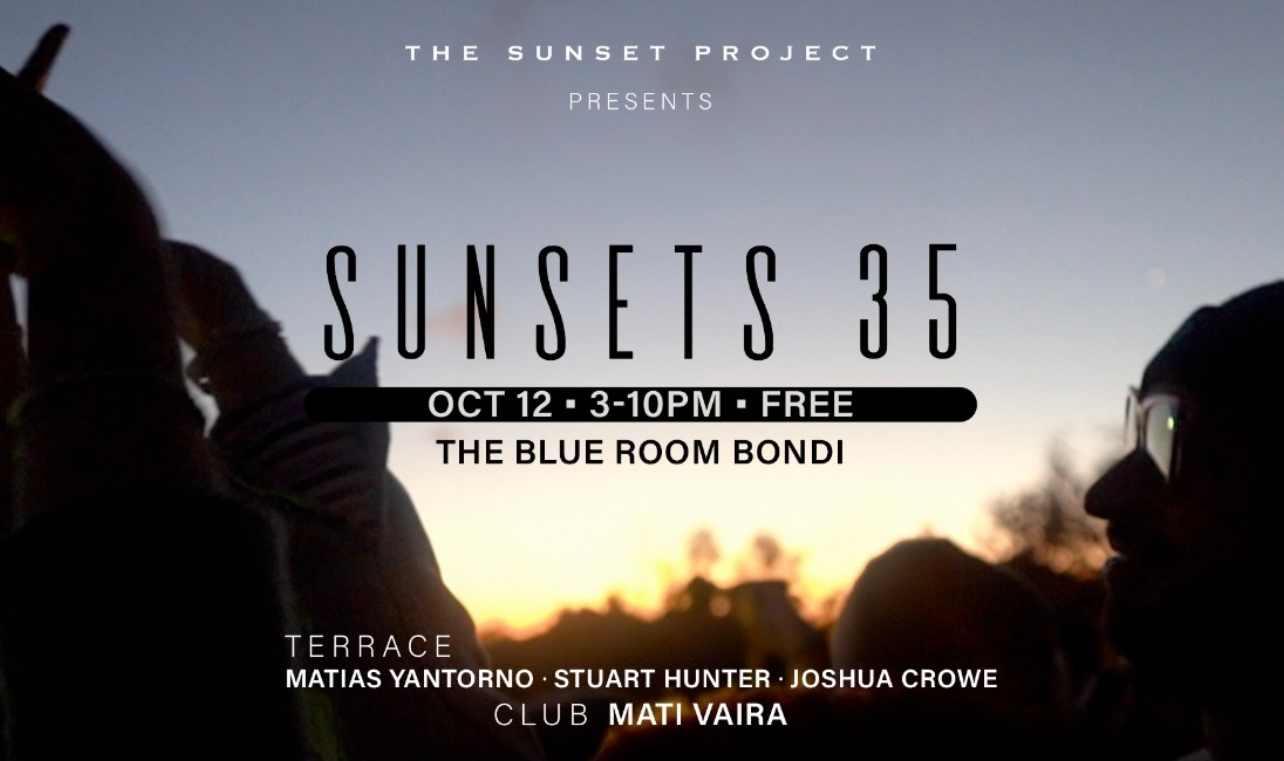 THE SUNSET PROJECT
PRESENTS
SUNSETS 35
OCT 12 ▪ 3-10PM ▪ FREE
THE BLUE ROOM BONDI
TERRACE
MATIAS YANTORNO · STUART HUNTER · JOSHUA CROWE
CLUB MATI VAIRA